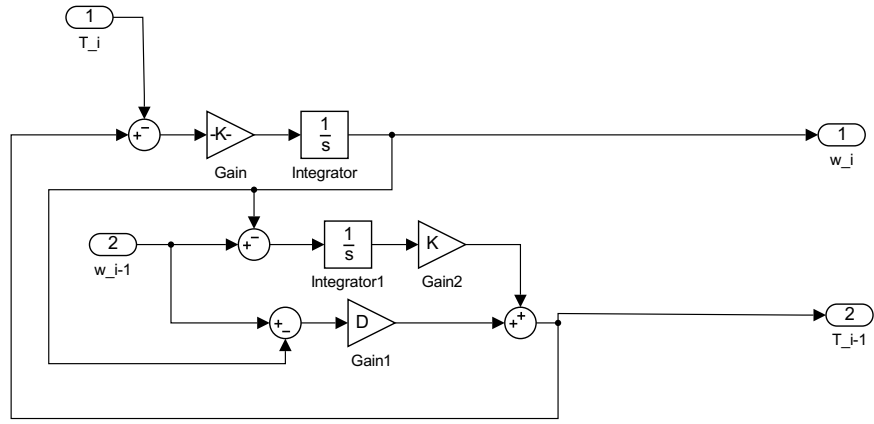 1
T_i
−
+
-K-
1
s
Gain
Integrator
1
w_i
2
w_i-1
−
+
1
s
K
Integrator1
Gain2
+
−
D
Gain1
+
+
2
T_i-1